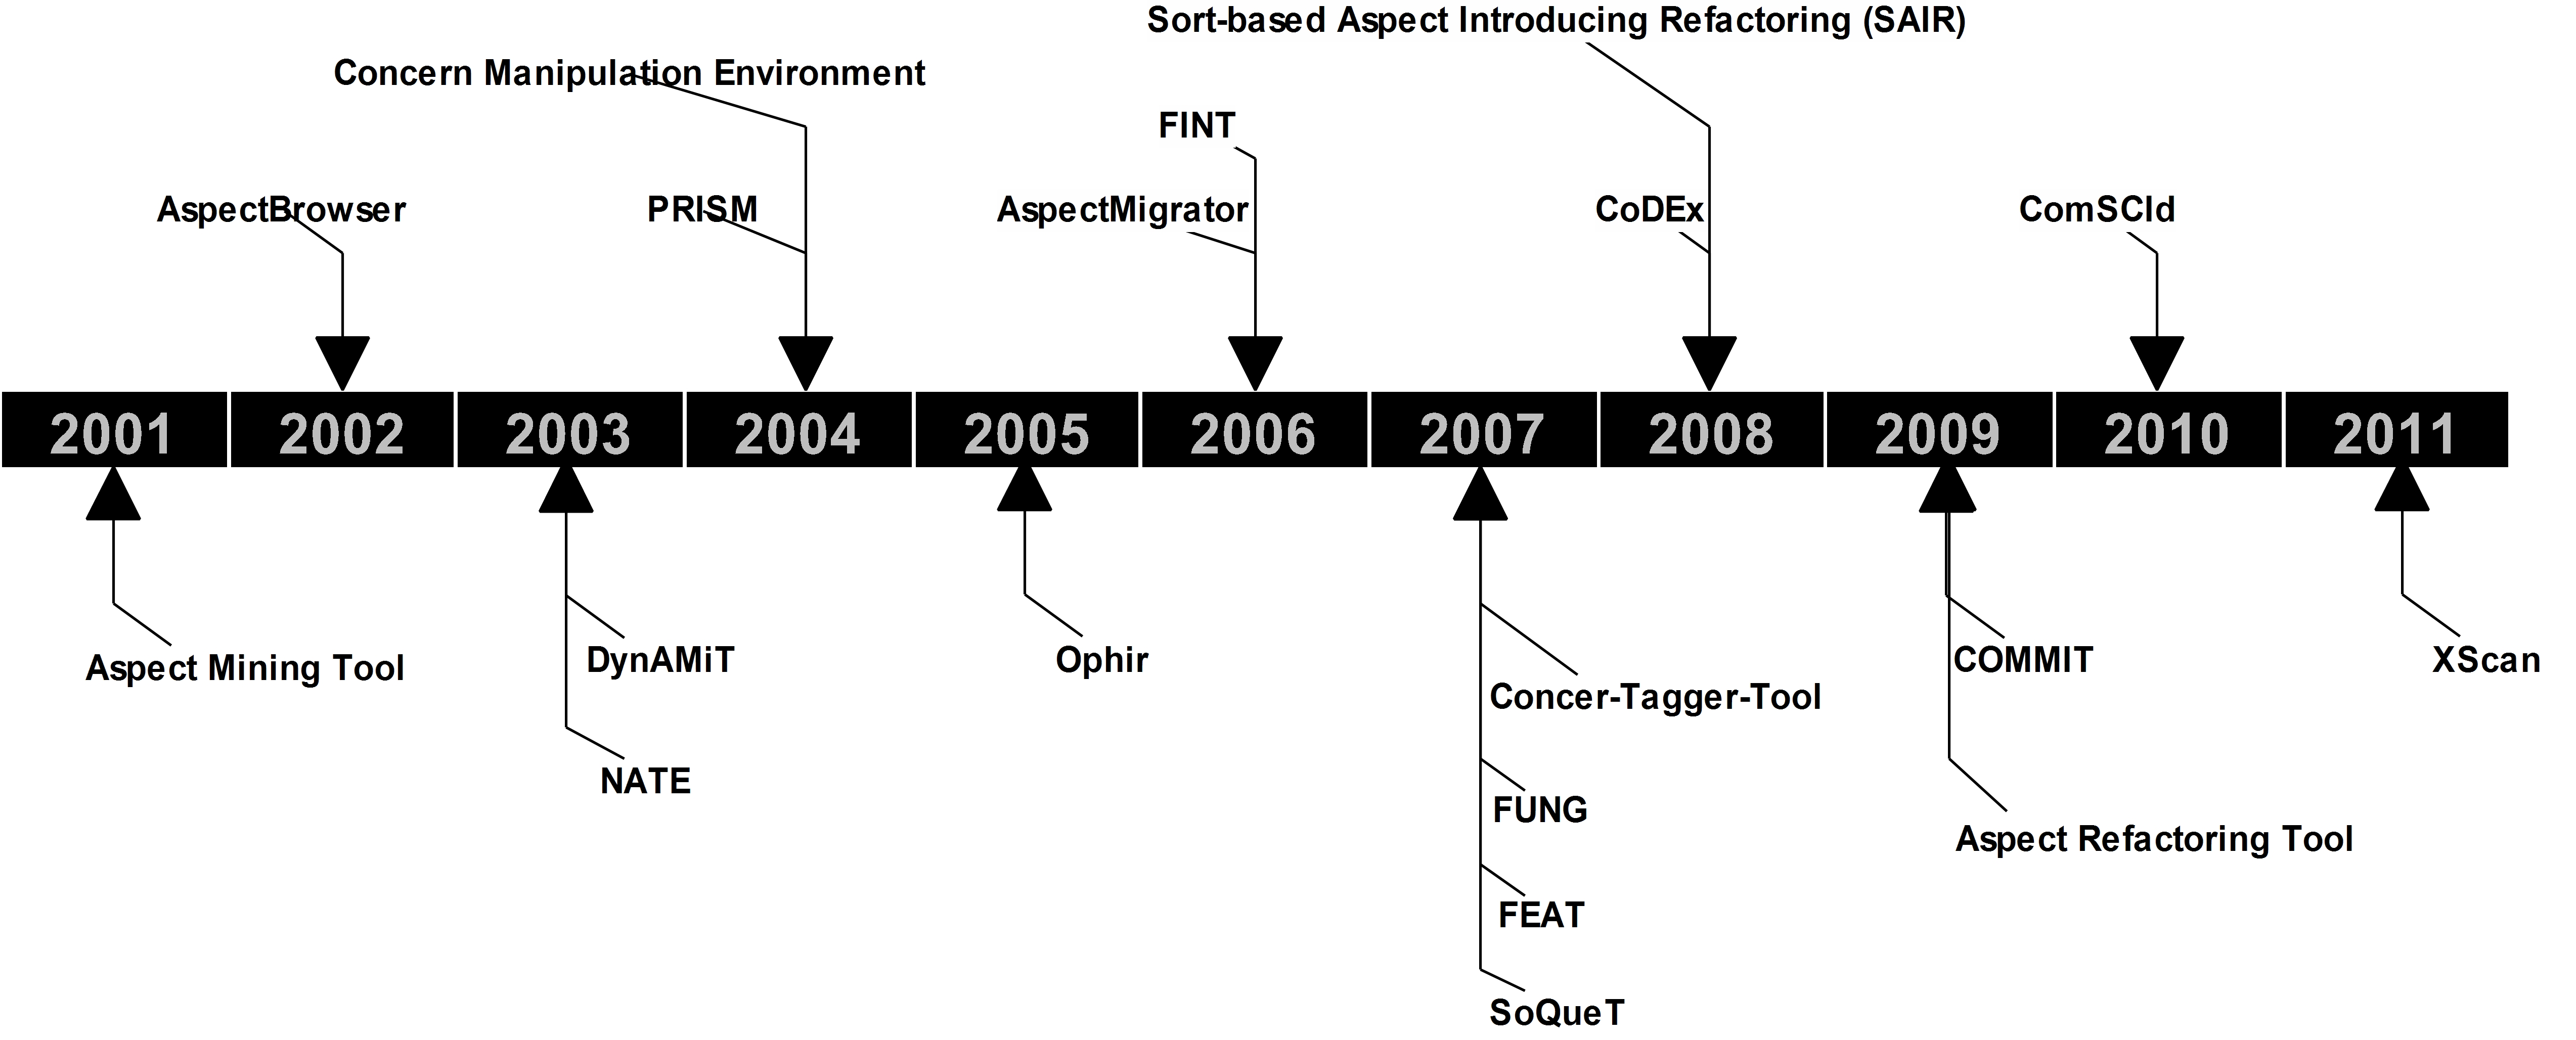 Sort-based Aspect Introducing Refactoring (SAIR)
Concern Manipulation Environment
FINT
AspectBrowser
PRISM
AspectMigrator
CoDEx
ComSCId
2001 2002 2003 2004 2005 2006 2007 2008 2009 2010 2011
Aspect Mining Tool
DynAMiT
Ophir
COMMIT
XScan
Concer-Tagger-Tool
NATE
FUNG
Aspect Refactoring Tool
FEAT
SoQueT